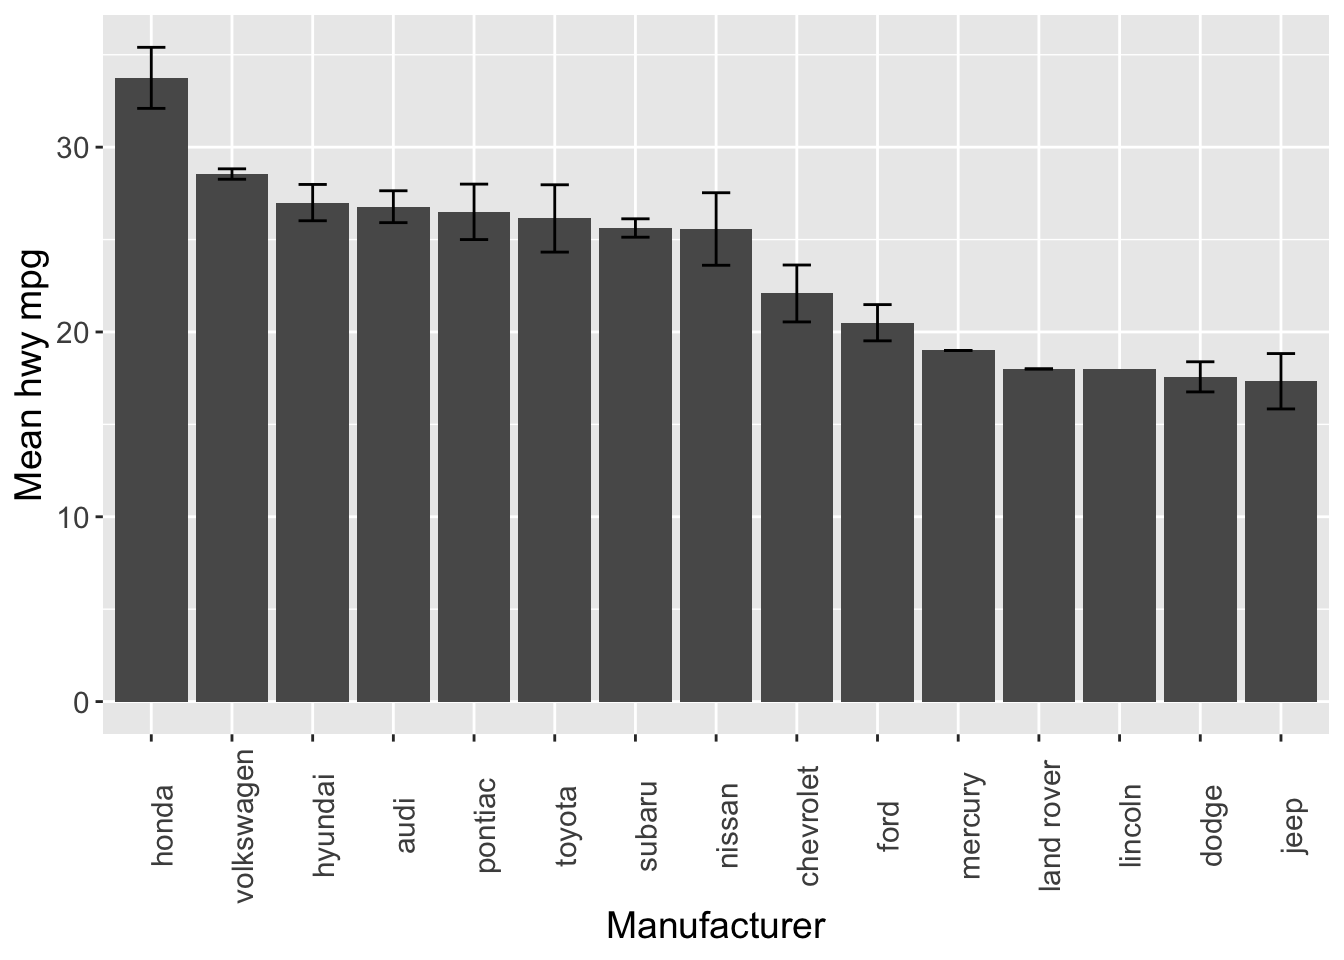 Mean hwy mpg
30
20
10
0
honda
volkswagen
hyundai
audi
pontiac
toyota
subaru
nissan
chevrolet
ford
mercury
land rover
lincoln
dodge
jeep
Manufacturer